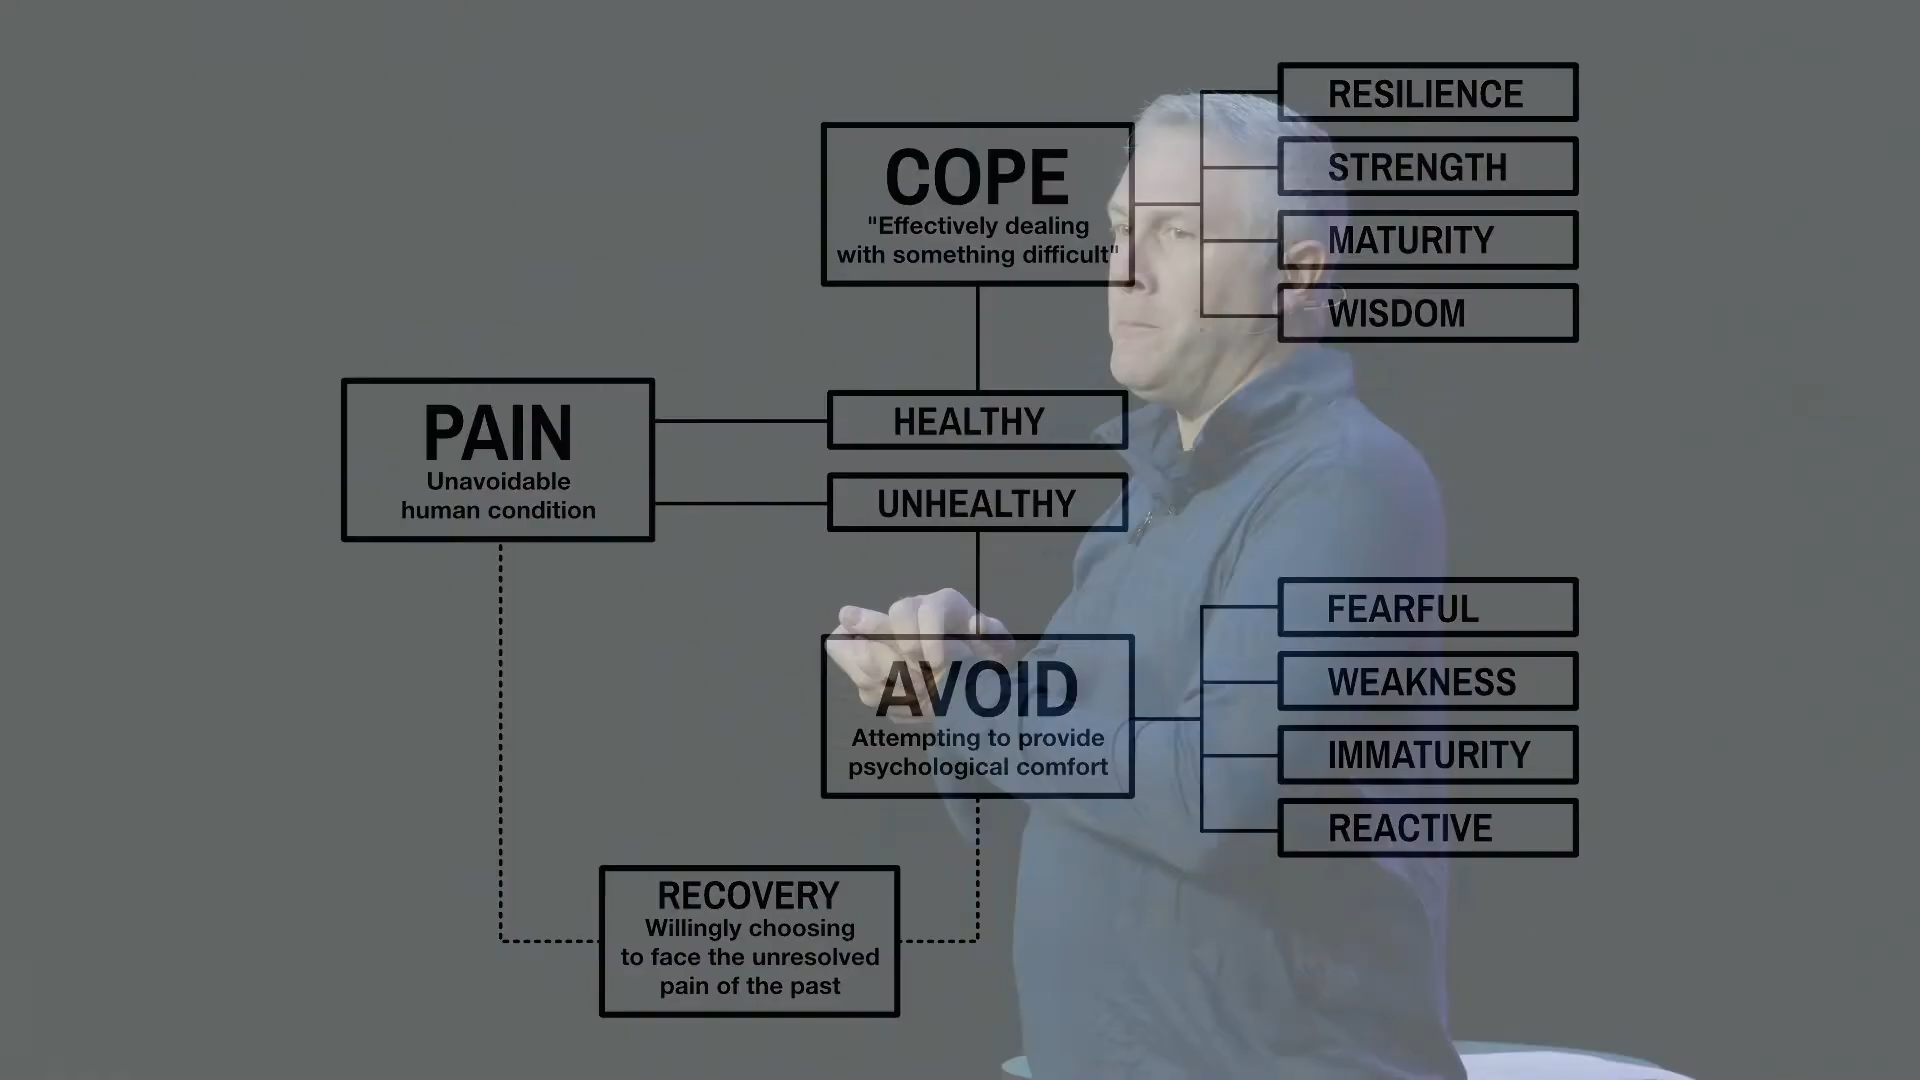 PAIN
Unavoidable
human condition
COPE
"Effectively dealing
with something difficult"
HEALTHY
UNHEALTHY
AVOID
Attempting to provide
psychological comfort
RECOVERY
Willingly choosing
to face the unresolved
pain of the past
RESILIENCE
STRENGTH
MATURITY
WISDOM
FEARFUL
WEAKNESS
IMMATURITY
REACTIVE